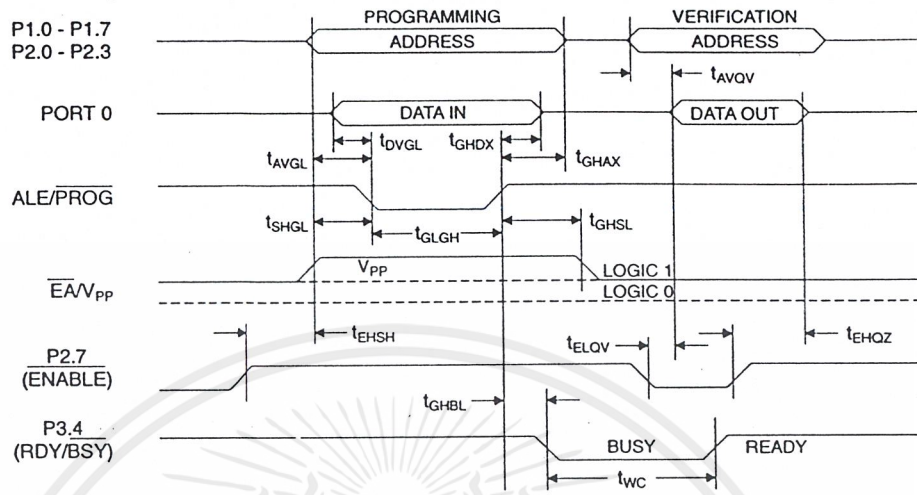 PROGRAMMING VERIFICATION
P1.0 - P1.7
P2.0 - P2.3
ADDRESS ADDRESS
tAVQV
PORT 0
DATA IN DATA OUT
tDVGL tGHDX
tAVGL tGHAX
ALE/PROG
tSHGL tGLGH tGHSL
VPP LOGIC 1
EA/VPP
LOGIC 0
tEHSH tELQV tEHQZ
P2.7
(ENABLE)
tGHBL
P3.4
(RDY/BSY)
BUSY READY
tWC